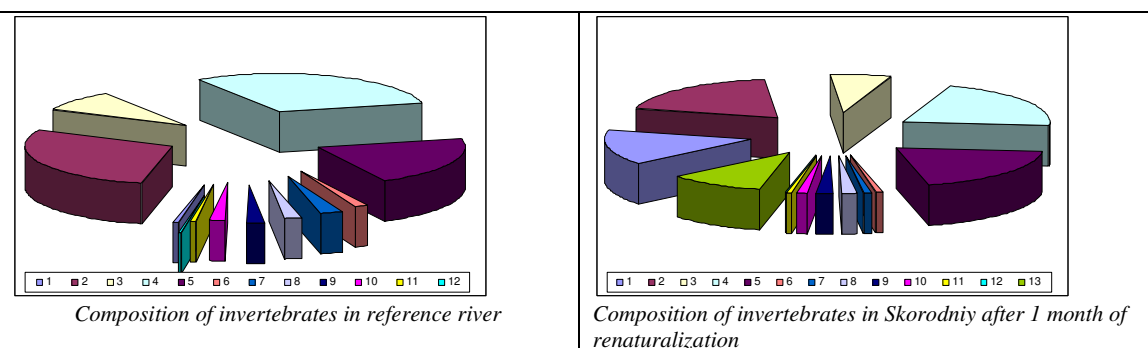 1 2 3 4 5 6 7 8 9 10 11 12
Composition of invertebrates in reference river
1 2 3 4 5 6 7 8 9 10 11 12 13
Composition of invertebrates in Skorodniy after 1 month of
renaturalization